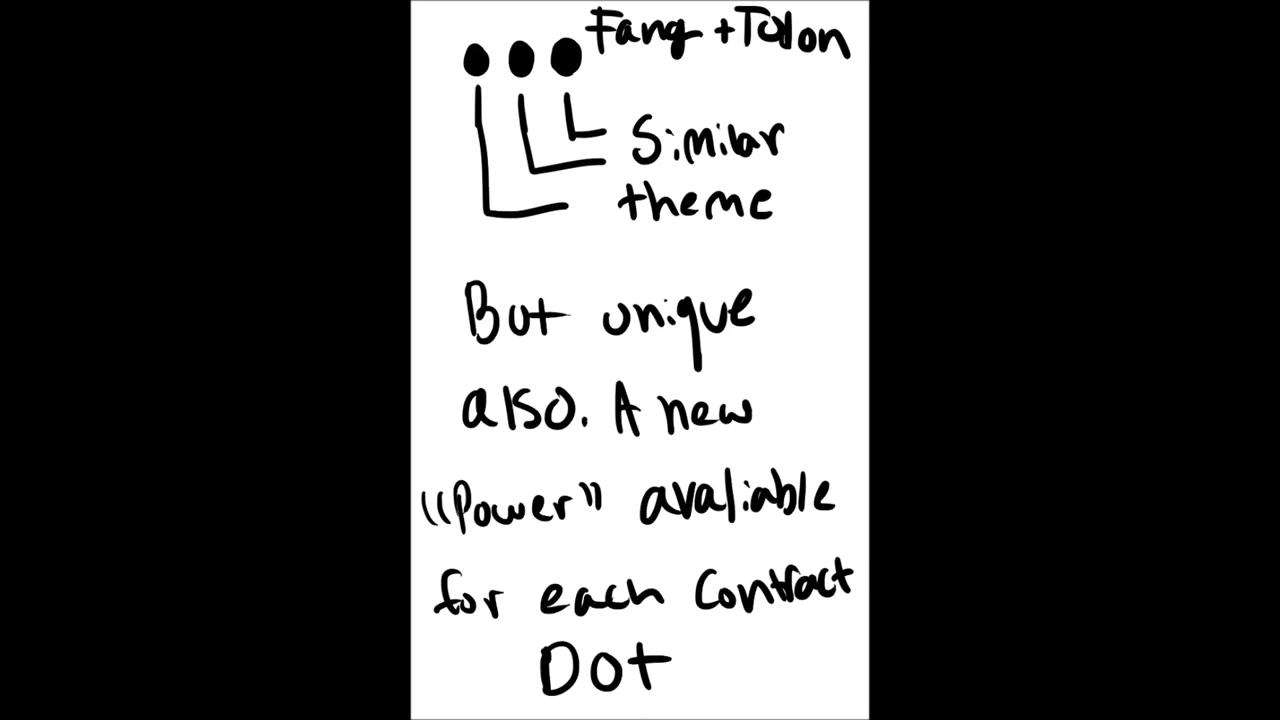 Fang + Talon
Similar
theme
But unique
also. A new
"Power" avaliable
for each Contract
Dot